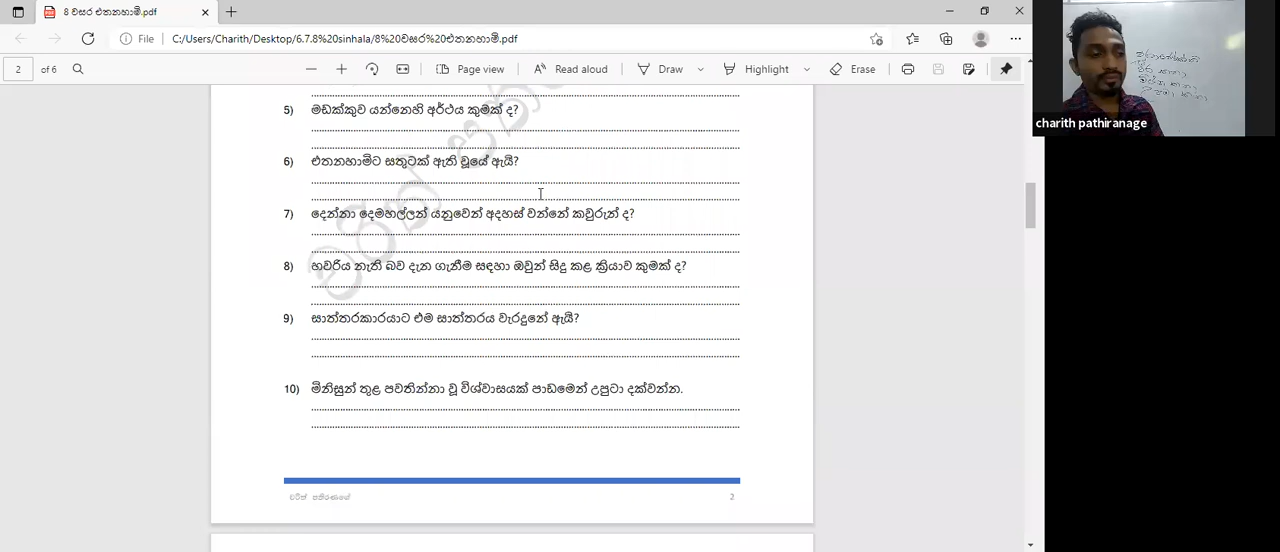 8 වසර එතනහාමි.pdf
File
C:/Users/Charith/Desktop/6.7.8%20sinhala/8%20වසර%20එතනහාමි.pdf
2 of 6
Page view
Read aloud
Draw
Highlight
Erase
charith pathiranage
5) මඩක්කුව යන්නෙහි අර්ථය කුමක් ද?
6) එතනහාමිට සතුටක් ඇති වූයේ ඇයි?
7) දෙන්නා දෙමහල්ලන් යනුවෙන් අදහස් වන්නේ කවුරුන් ද?
8) හවරිය නැති බව දැන ගැනීම සඳහා ඔවුන් සිදු කළ ක්‍රියාව කුමක් ද?
9) සාත්තරකාරයාට එම සාත්තරය වැරදුනේ ඇයි?
10) මිනිසුන් තුළ පවතින්නා වූ විශ්වාසයක් පාඩමෙන් උපුටා දක්වන්න.
චරිත් පතිරණගේ
2